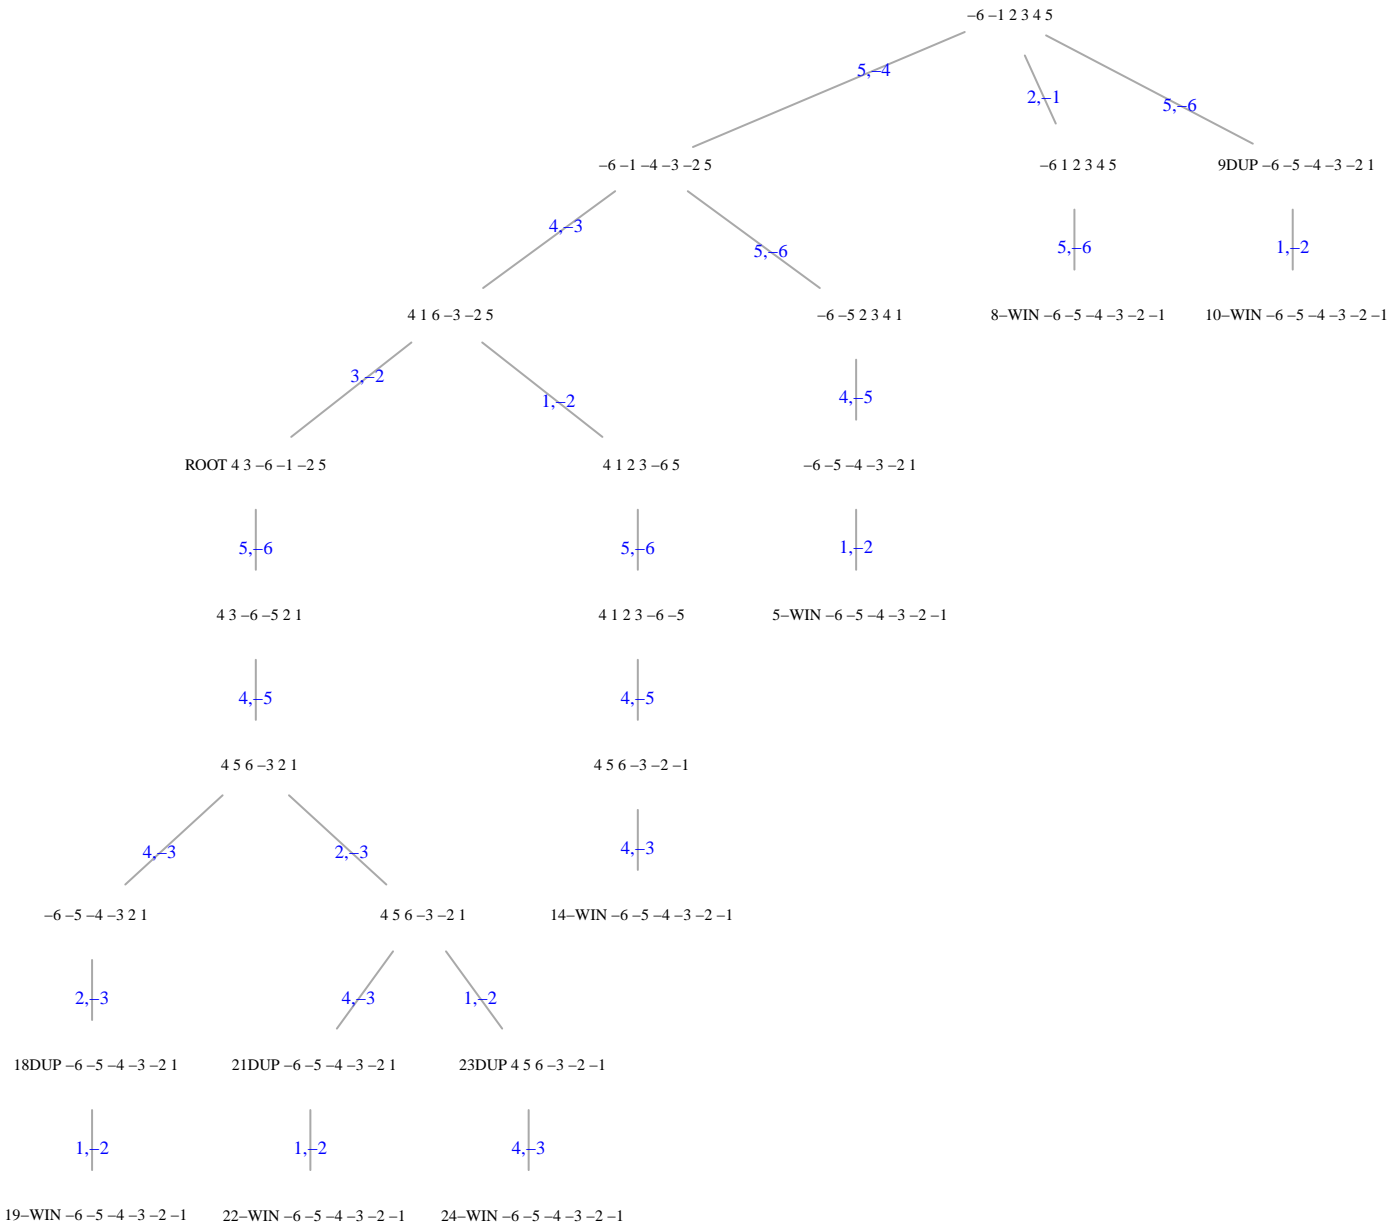 –6 –1 2 3 4 5
5,–4
2,–1
5,–6
–6 –1 –4 –3 –2 5
–6 1 2 3 4 5
9DUP –6 –5 –4 –3 –2 1
4,–3
5,–6
5,–6
1,–2
4 1 6 –3 –2 5
–6 –5 2 3 4 1
8–WIN –6 –5 –4 –3 –2 –1
10–WIN –6 –5 –4 –3 –2 –1
3,–2
1,–2
4,–5
ROOT 4 3 –6 –1 –2 5
4 1 2 3 –6 5
–6 –5 –4 –3 –2 1
5,–6
5,–6
1,–2
4 3 –6 –5 2 1
4 1 2 3 –6 –5
5–WIN –6 –5 –4 –3 –2 –1
4,–5
4,–5
4 5 6 –3 2 1
4 5 6 –3 –2 –1
4,–3
2,–3
4,–3
–6 –5 –4 –3 2 1
4 5 6 –3 –2 1
14–WIN –6 –5 –4 –3 –2 –1
2,–3
4,–3
1,–2
18DUP –6 –5 –4 –3 –2 1
21DUP –6 –5 –4 –3 –2 1
23DUP 4 5 6 –3 –2 –1
1,–2
1,–2
4,–3
19–WIN –6 –5 –4 –3 –2 –1
22–WIN –6 –5 –4 –3 –2 –1
24–WIN –6 –5 –4 –3 –2 –1